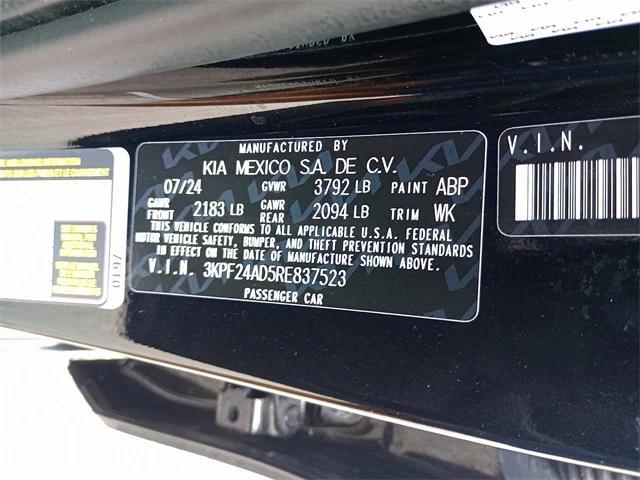 MANUFACTURED BY
KIA MEXICO S.A. DE C.V.
07/24 GVWR 3792 LB PAINT ABP
GAWR FRONT 2183 LB GAWR REAR 2094 LB TRIM WK
THIS VEHICLE CONFORMS TO ALL APPLICABLE U.S.A. FEDERAL
MOTOR VEHICLE SAFETY, BUMPER, AND THEFT PREVENTION STANDARDS
IN EFFECT ON THE DATE OF MANUFACTURE SHOWN ABOVE.
V.I.N. 3KPF24AD5RE837523
PASSENGER CAR
V.I.N.
0197